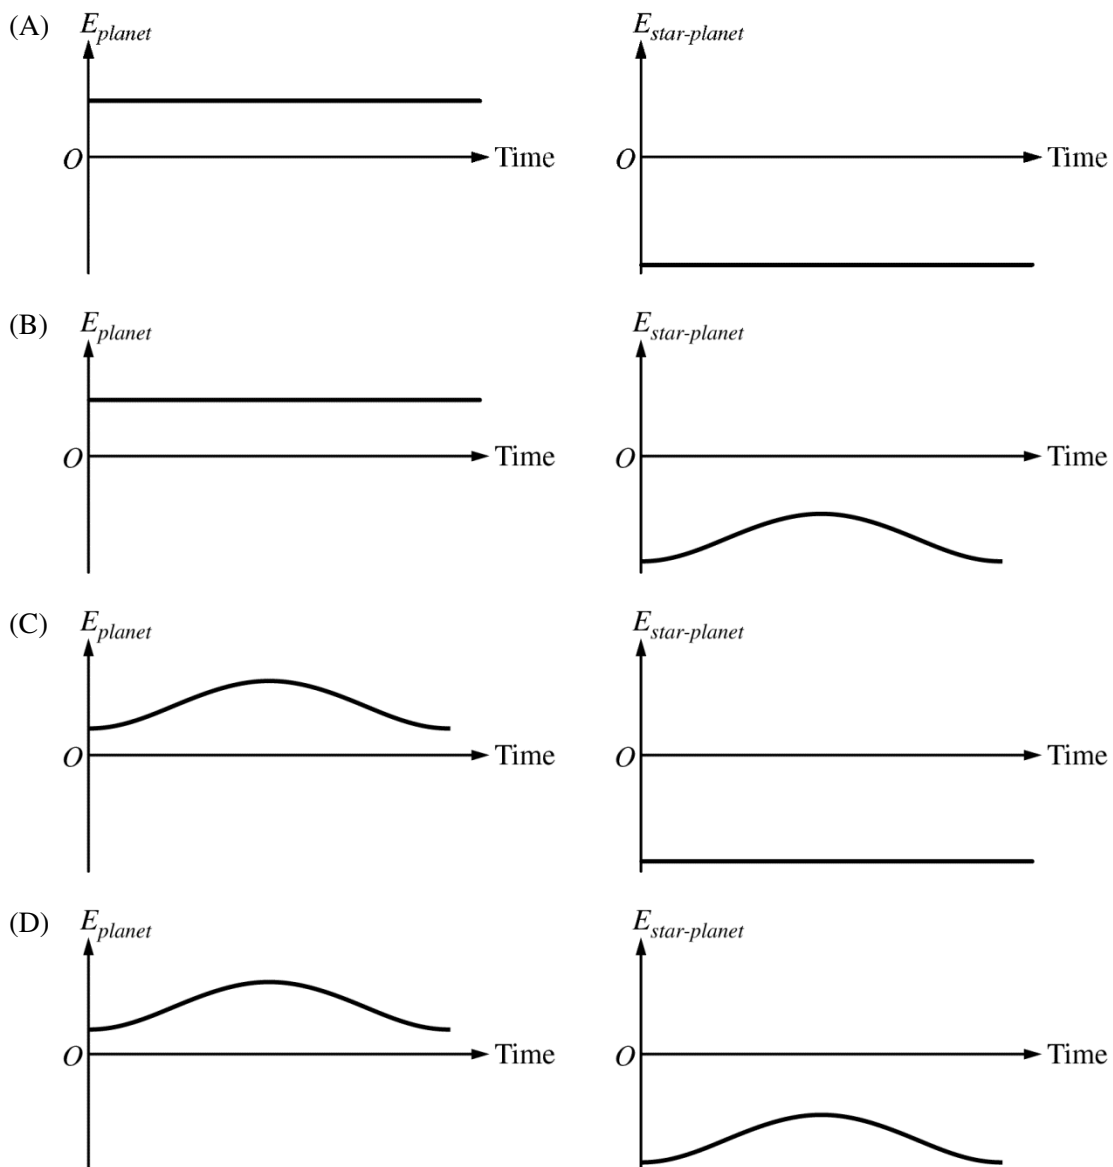 (A) E_planet E_star-planet
O Time O Time
(B) E_planet E_star-planet
O Time O Time
(C) E_planet E_star-planet
O Time O Time
(D) E_planet E_star-planet
O Time O Time